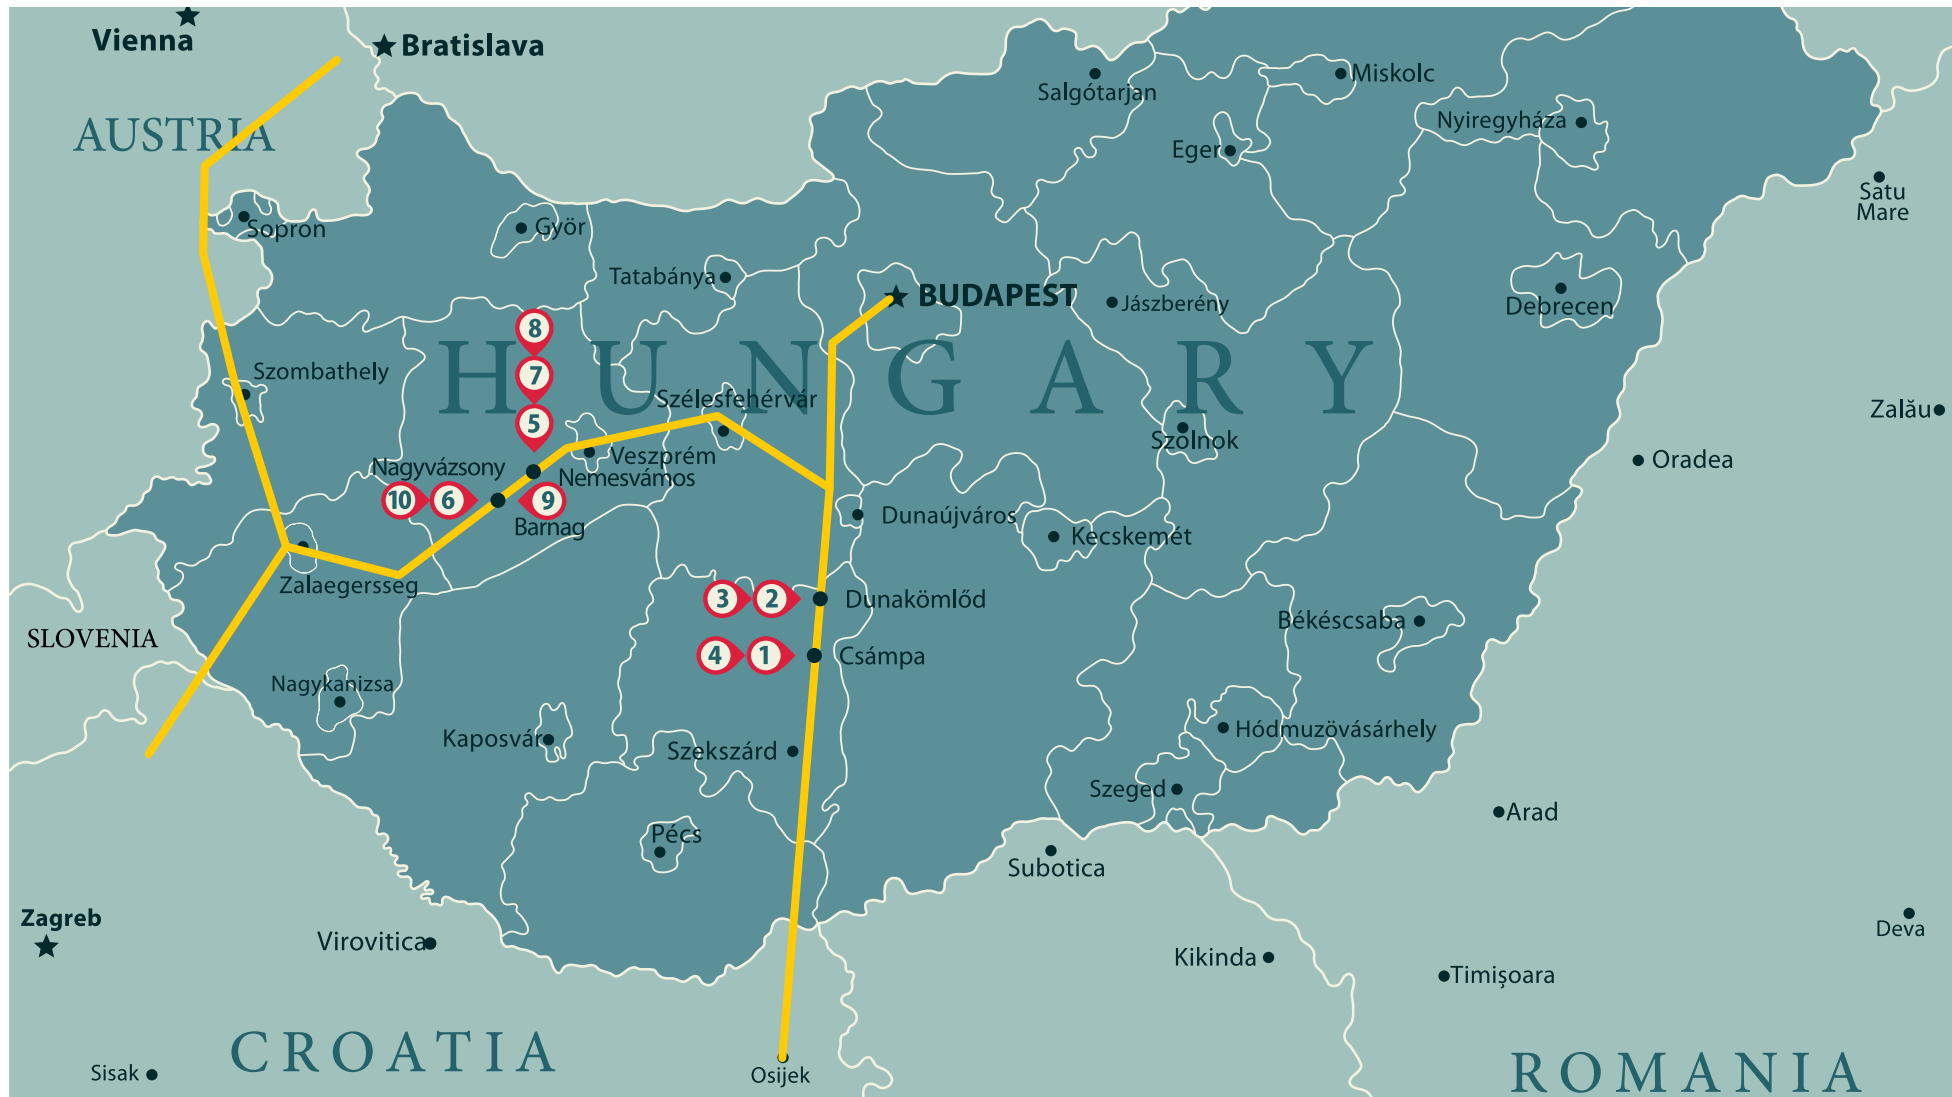 Vienna
Bratislava
Salgótarjan
Miskolc
AUSTRIA
Nyiregyháza
Eger
Satu
Mare
Sopron
Györ
Tatabánya
BUDAPEST
Jászberény
Debrecen
8
HUNGARY
Szombathely
7
Szélesfehérvár
Zalău
5
Szolnok
Veszprém
Oradea
Nagyvázsony
Nemesvámos
10
6
9
Barnag
Dunaújváros
Kecskemét
Zalaegersseg
3
2
Dunakömlőd
Békéscsaba
SLOVENIA
4
1
Csámpa
Nagykanizsa
Kaposvár
Szekszárd
Hódmuzövásárhely
Szeged
Arad
Pécs
Subotica
Zagreb
Virovitica
Deva
Kikinda
Timișoara
CROATIA
Sisak
Osijek
ROMANIA